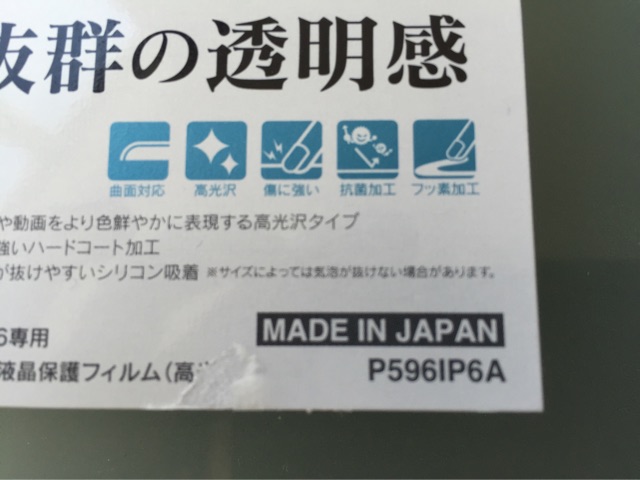 抜群の透明感
曲面対応 高光沢 傷に強い 抗菌加工 フッ素加工
や動画をより色鮮やかに表現する高光沢タイプ
強いハードコート加工
が抜けやすいシリコン吸着 ※サイズによっては気泡が抜けない場合があります。
6専用
MADE IN JAPAN
液晶保護フィルム(高
P596IP6A